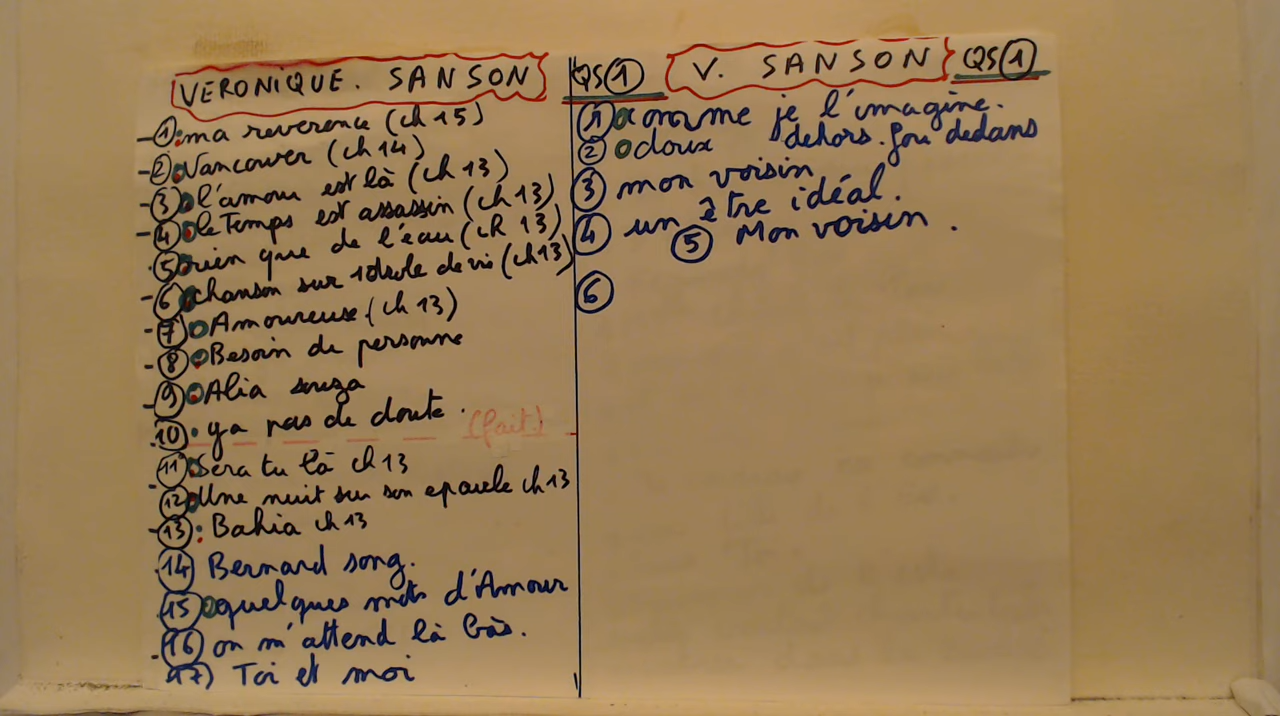 VERONIQUE. SANSON QS①
① ma reverence (ch 15)
② Vancouver (ch 14)
③ l'amour est là (ch 13)
④ le Temps est assassin (ch 13)
⑤ rien que de l'eau (ch 13)
⑥ chanson sur 1 drole de vie (ch 13)
⑦ Amoureuse. (ch 13)
⑧ Besoin de personne
⑨ Alia souza
⑩ ya pas de doute.
(fait)
⑪ Sera tu là ch 13
⑫ Une nuit sur son epaule ch 13
⑬ Bahia ch 13
⑭ Bernard song.
⑮ quelques mots d'Amour
⑯ on m'attend là bàs.
17) Toi et moi
V. SANSON QS①
① comme je l'imagine.
② doux dehors. fou dedans
③ mon voisin
④ un être idéal.
⑤ Mon voisin.
⑥